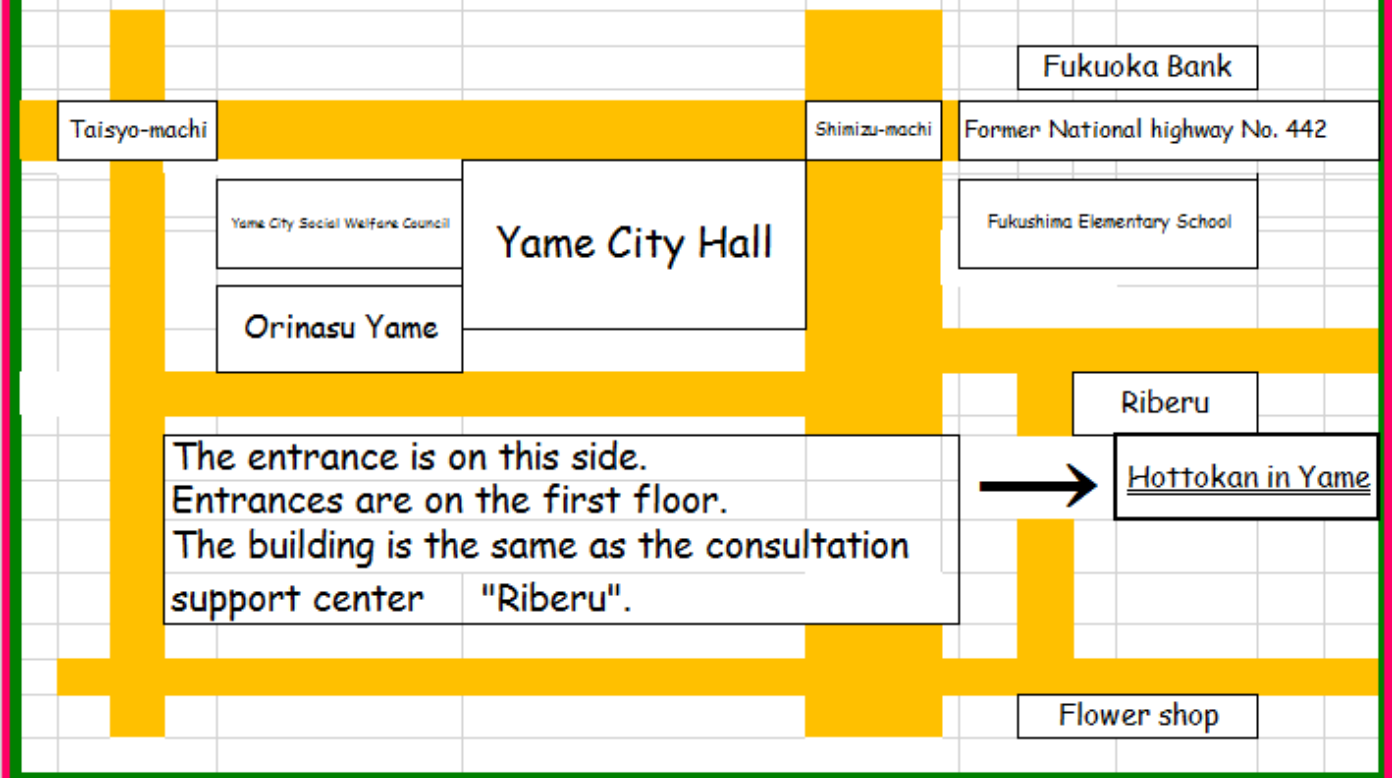 Fukuoka Bank
Taisyo-machi
Shimizu-machi
Former National highway No. 442
Yame City Social Welfare Council
Yame City Hall
Fukushima Elementary School
Orinasu Yame
Riberu
The entrance is on this side.
Entrances are on the first floor.
The building is the same as the consultation
support center "Riberu".
Hottokan in Yame
Flower shop